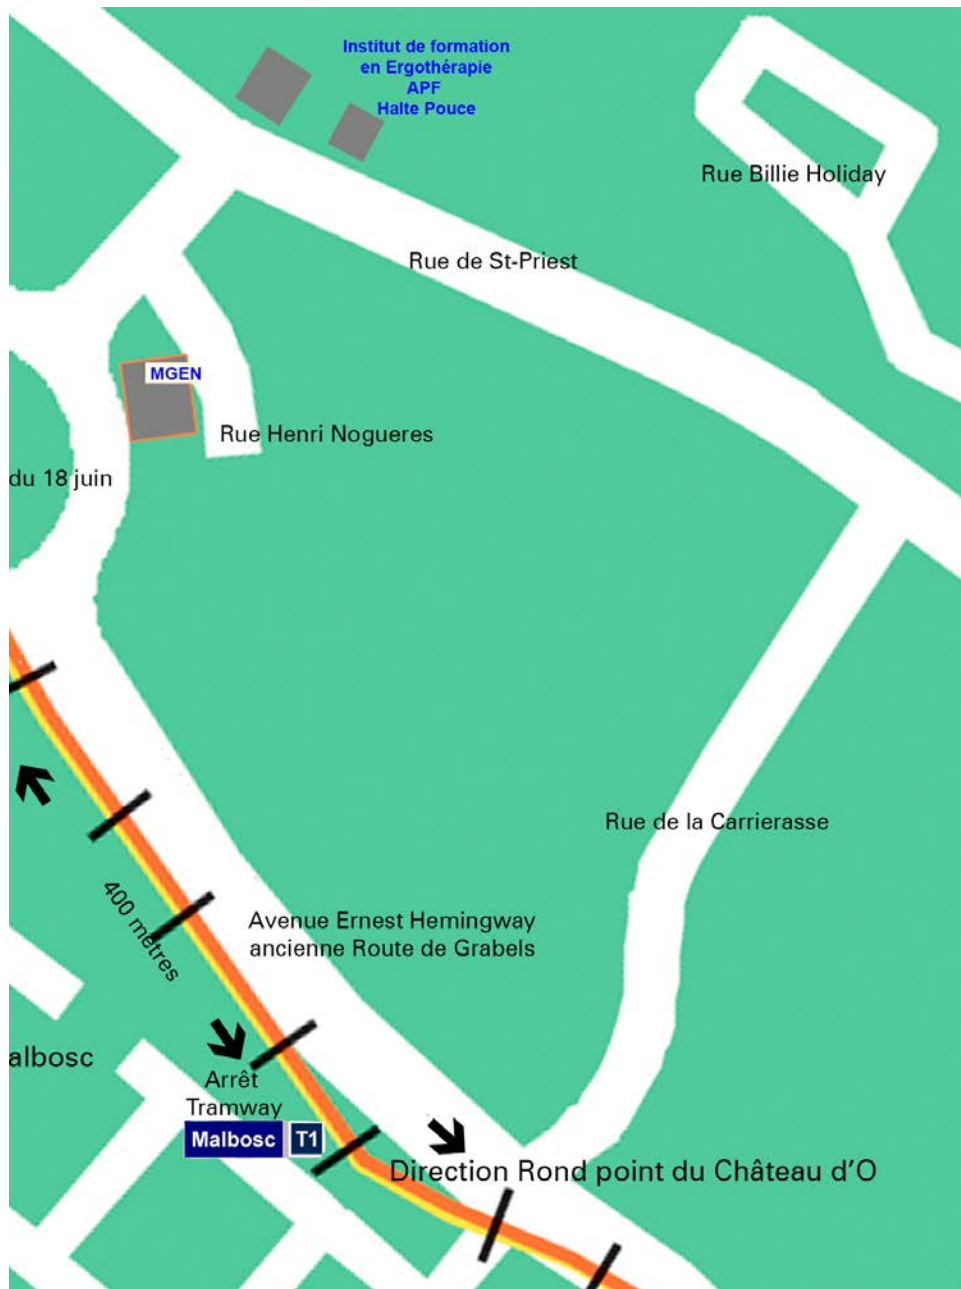 Institut de formation
en Ergothérapie
APF
Halte Pouce
Rue Billie Holiday
Rue de St-Priest
MGEN
Rue Henri Nogueres
du 18 juin
Rue de la Carrierasse
400 mètres
Avenue Ernest Hemingway
ancienne Route de Grabels
albosc
Arrêt
Tramway
Malbosc T1
Direction Rond point du Château d'O